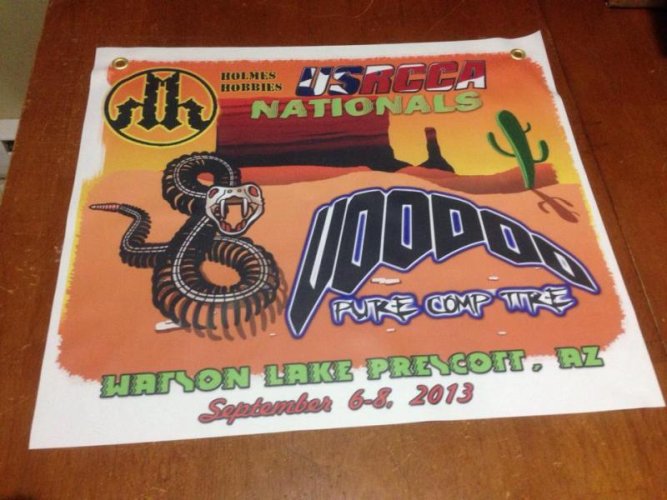 HOLMES HOBBIES
USRCCA
NATIONALS
VOODOO
PURE COMP TIRE
WATSON LAKE PRESCOTT, AZ
September 6-8, 2013